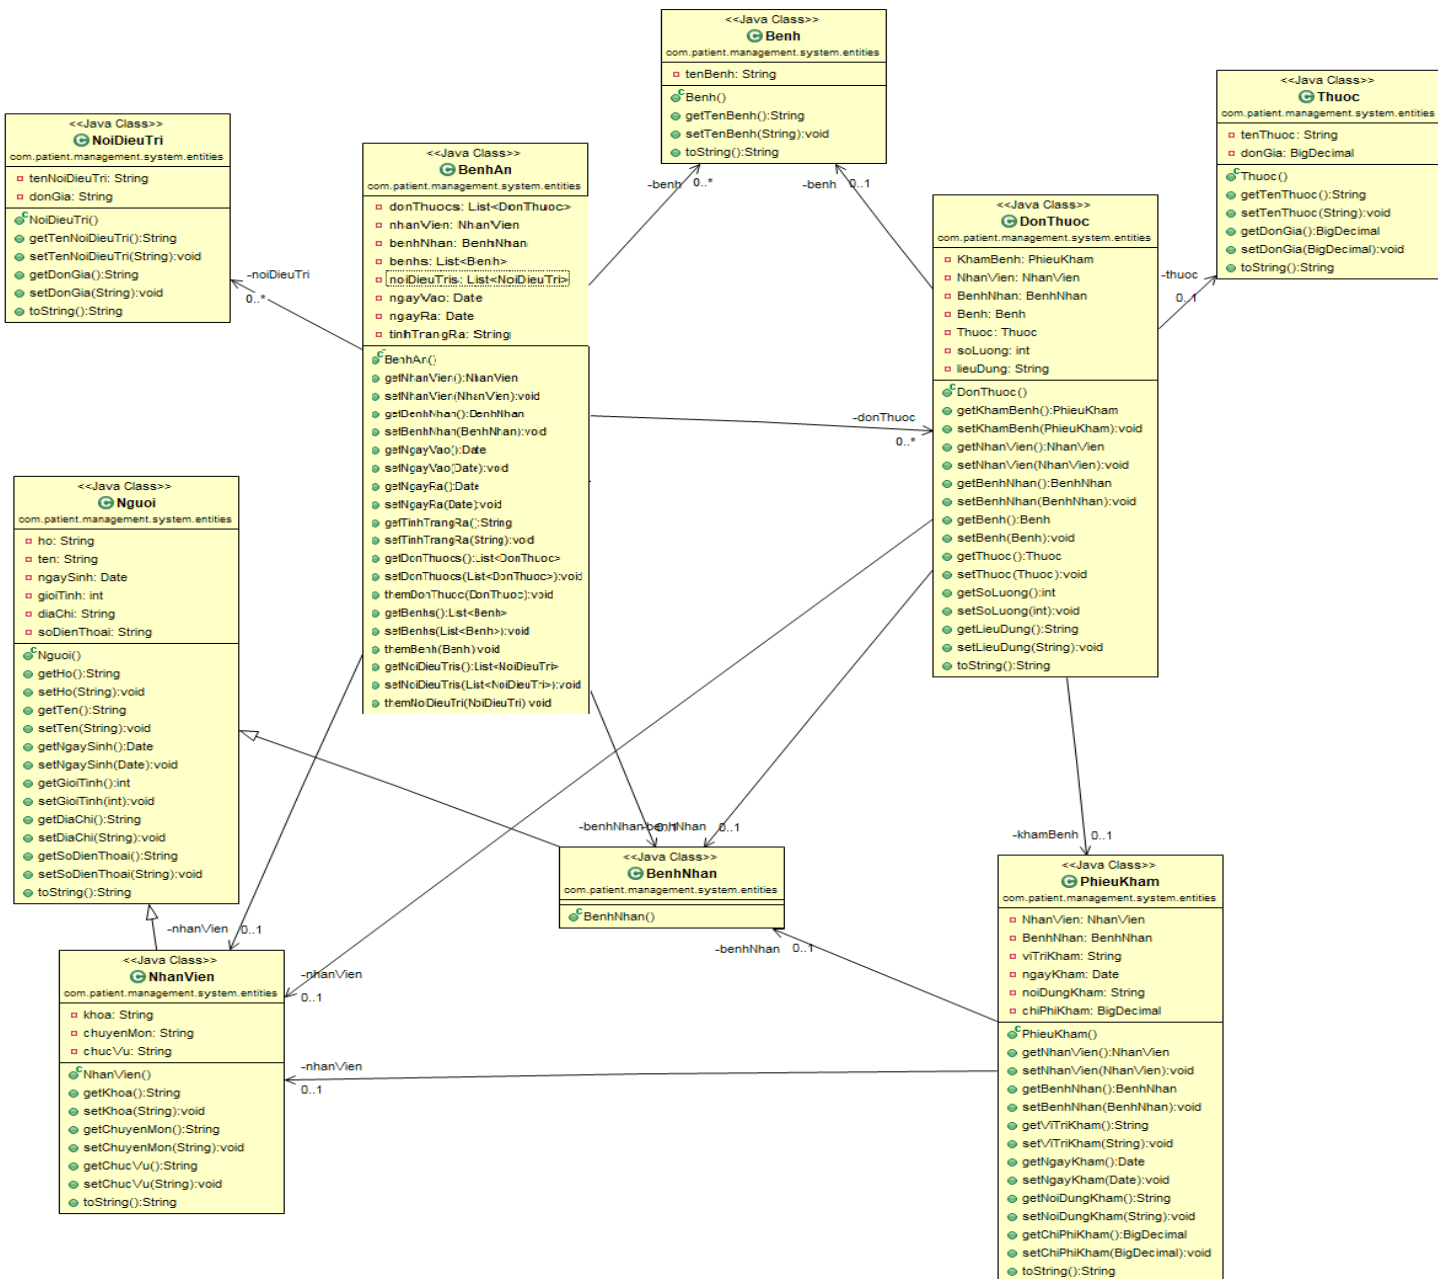 <<Java Class>>
Benh
com.patient.management.system.entities
tenBenh: String
Benh()
getTenBenh():String
setTenBenh(String):void
toString():String
<<Java Class>>
Thuoc
com.patient.management.system.entities
tenThuoc: String
donGia: BigDecimal
Thuoc()
getTenThuoc():String
setTenThuoc(String):void
getDonGia():BigDecimal
setDonGia(BigDecimal):void
toString():String
<<Java Class>>
NoiDieuTri
com.patient.management.system.entities
tenNoiDieuTri: String
donGia: String
NoiDieuTri()
getTenNoiDieuTri():String
setTenNoiDieuTri(String):void
getDonGia():String
setDonGia(String):void
toString():String
<<Java Class>>
BenhAn
com.patient.management.system.entities
donThuocs: List<DonThuoc>
nhanVien: NhanVien
benhNhan: BenhNhan
benhs: List<Benh>
noiDieuTris: List<NoiDieuTri>
ngayVao: Date
ngayRa: Date
tinhTrangRa: String
BenhAn()
getNhanVien():NhanVien
setNhanVien(NhanVien):void
getBenhNhan():BenhNhan
setBenhNhan(BenhNhan):void
getNgayVao():Date
setNgayVao(Date):void
getNgayRa():Date
setNgayRa(Date):void
getTinhTrangRa():String
setTinhTrangRa(String):void
getDonThuocs():List<DonThuoc>
setDonThuocs(List<DonThuoc>):void
themDonThuoc(DonThuoc):void
getBenhs():List<Benh>
setBenhs(List<Benh>):void
themBenh(Benh):void
getNoiDieuTris():List<NoiDieuTri>
setNoiDieuTris(List<NoiDieuTri>):void
themNoiDieuTri(NoiDieuTri):void
-benh 0..*
-benh 0..1
-thuoc
0..1
-noiDieuTri
0..*
-donThuoc
0..*
<<Java Class>>
DonThuoc
com.patient.management.system.entities
KhamBenh: PhieuKham
NhanVien: NhanVien
BenhNhan: BenhNhan
Benh: Benh
Thuoc: Thuoc
soLuong: int
lieuDung: String
DonThuoc()
getKhamBenh():PhieuKham
setKhamBenh(PhieuKham):void
getNhanVien():NhanVien
setNhanVien(NhanVien):void
getBenhNhan():BenhNhan
setBenhNhan(BenhNhan):void
getBenh():Benh
setBenh(Benh):void
getThuoc():Thuoc
setThuoc(Thuoc):void
getSoLuong():int
setSoLuong(int):void
getLieuDung():String
setLieuDung(String):void
toString():String
<<Java Class>>
Nguoi
com.patient.management.system.entities
ho: String
ten: String
ngaySinh: Date
gioiTinh: int
diaChi: String
soDienThoai: String
Nguoi()
getHo():String
setHo(String):void
getTen():String
setTen(String):void
getNgaySinh():Date
setNgaySinh(Date):void
getGioiTinh():int
setGioiTinh(int):void
getDiaChi():String
setDiaChi(String):void
getSoDienThoai():String
setSoDienThoai(String):void
toString():String
-benhNhan 0..1
-benhNhan 0..1
-khamBenh 0..1
<<Java Class>>
BenhNhan
com.patient.management.system.entities
BenhNhan()
-nhanVien 0..1
-benhNhan 0..1
<<Java Class>>
NhanVien
com.patient.management.system.entities
khoa: String
chuyenMon: String
chucVu: String
NhanVien()
getKhoa():String
setKhoa(String):void
getChuyenMon():String
setChuyenMon(String):void
getChucVu():String
setChucVu(String):void
toString():String
-nhanVien
0..1
-nhanVien
0..1
<<Java Class>>
PhieuKham
com.patient.management.system.entities
NhanVien: NhanVien
BenhNhan: BenhNhan
viTriKham: String
ngayKham: Date
noiDungKham: String
chiPhiKham: BigDecimal
PhieuKham()
getNhanVien():NhanVien
setNhanVien(NhanVien):void
getBenhNhan():BenhNhan
setBenhNhan(BenhNhan):void
getViTriKham():String
setViTriKham(String):void
getNgayKham():Date
setNgayKham(Date):void
getNoiDungKham():String
setNoiDungKham(String):void
getChiPhiKham():BigDecimal
setChiPhiKham(BigDecimal):void
toString():String